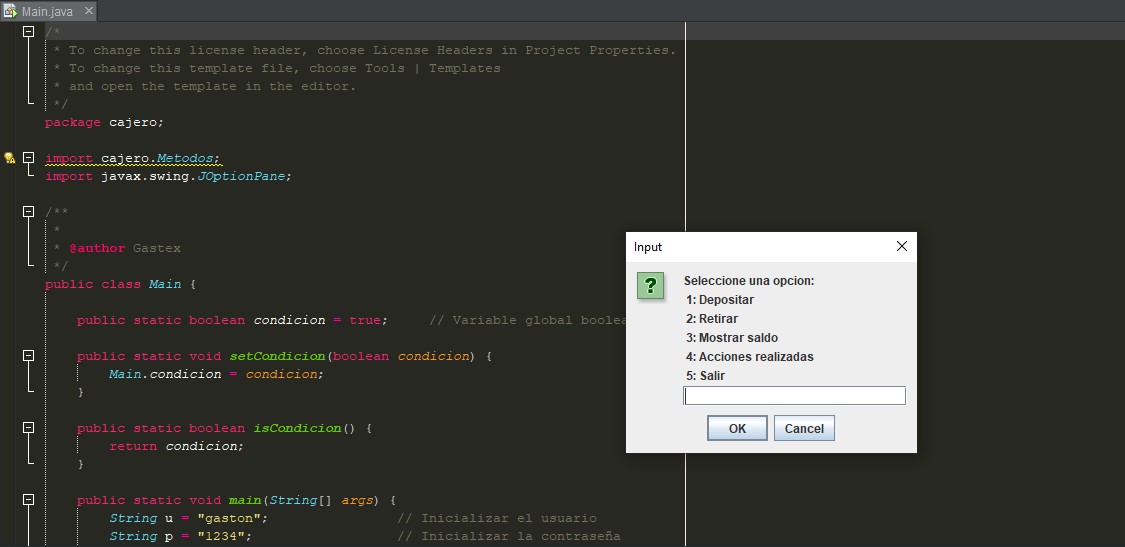 Main.java
/*
* To change this license header, choose License Headers in Project Properties.
* To change this template file, choose Tools | Templates
* and open the template in the editor.
*/
package cajero;
import cajero.Metodos;
import javax.swing.JOptionPane;
/**
*
* @author Gastex
*/
public class Main {
public static boolean condicion = true; // Variable global
public static void setCondicion(boolean condicion) {
Main.condicion = condicion;
}
public static boolean isCondicion() {
return condicion;
}
public static void main(String[] args) {
String u = "gaston"; // Inicializar el usuario
String p = "1234"; // Inicializar la contraseña
Input
Seleccione una opcion:
1: Depositar
2: Retirar
3: Mostrar saldo
4: Acciones realizadas
5: Salir
OK Cancel